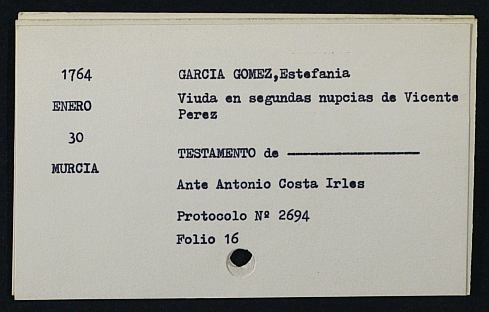 1764
ENERO
30
MURCIA
GARCIA GOMEZ,Estefania
Viuda en segundas nupcias de Vicente
Perez
TESTAMENTO de ——————————
Ante Antonio Costa Irles
Protocolo Nº 2694
Folio 16